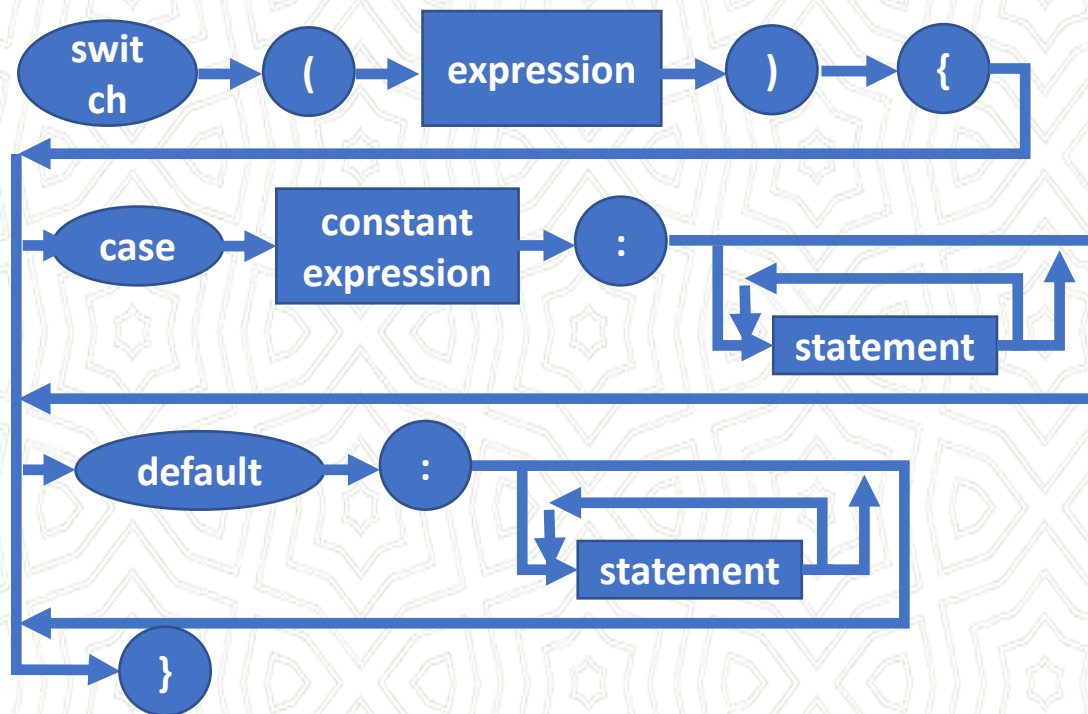 swit
ch
(
expression
)
{
case
constant
expression
:
statement
default
:
statement
}